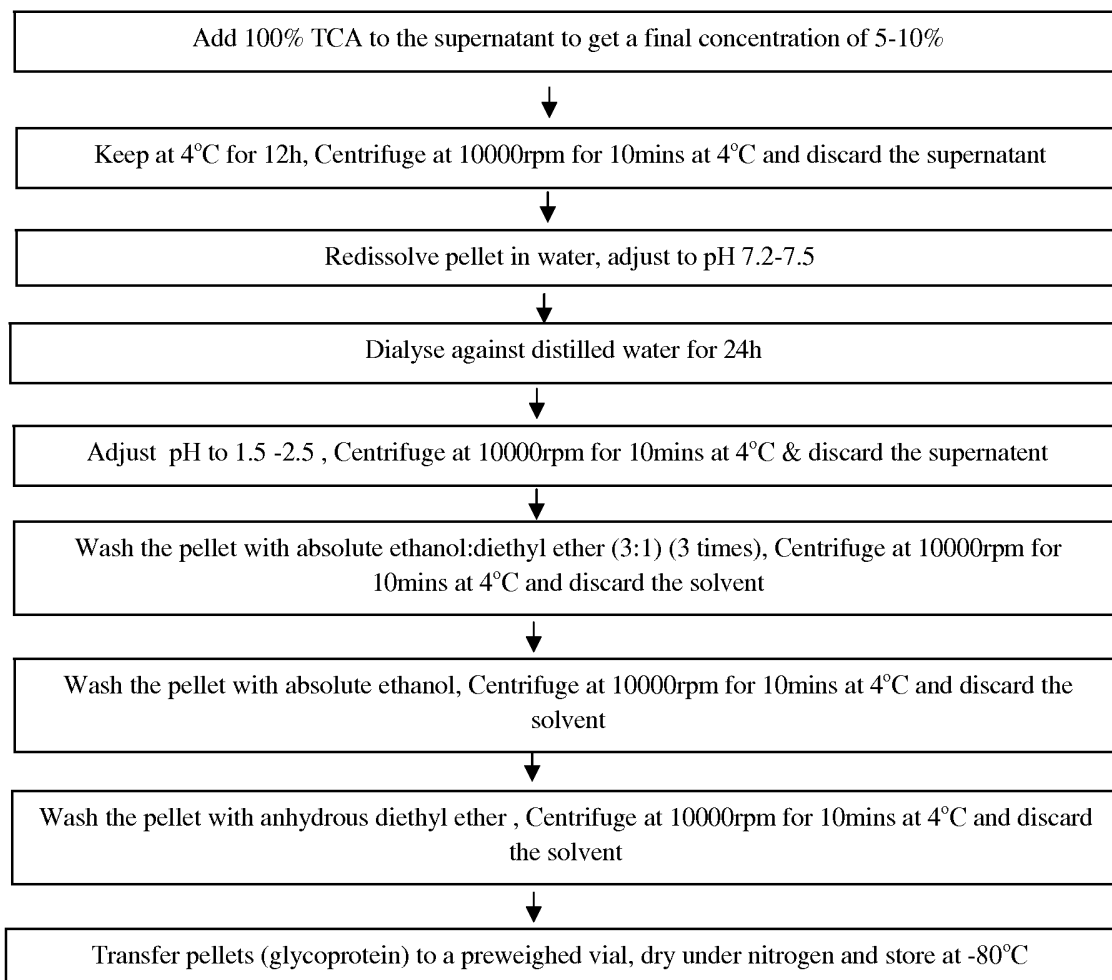 Add 100% TCA to the supernatant to get a final concentration of 5-10%
Keep at 4°C for 12h, Centrifuge at 10000rpm for 10mins at 4°C and discard the supernatant
Redissolve pellet in water, adjust to pH 7.2-7.5
Dialyse against distilled water for 24h
Adjust pH to 1.5 -2.5 , Centrifuge at 10000rpm for 10mins at 4°C & discard the supernatent
Wash the pellet with absolute ethanol:diethyl ether (3:1) (3 times), Centrifuge at 10000rpm for
10mins at 4°C and discard the solvent
Wash the pellet with absolute ethanol, Centrifuge at 10000rpm for 10mins at 4°C and discard the
solvent
Wash the pellet with anhydrous diethyl ether , Centrifuge at 10000rpm for 10mins at 4°C and discard
the solvent
Transfer pellets (glycoprotein) to a preweighed vial, dry under nitrogen and store at -80°C